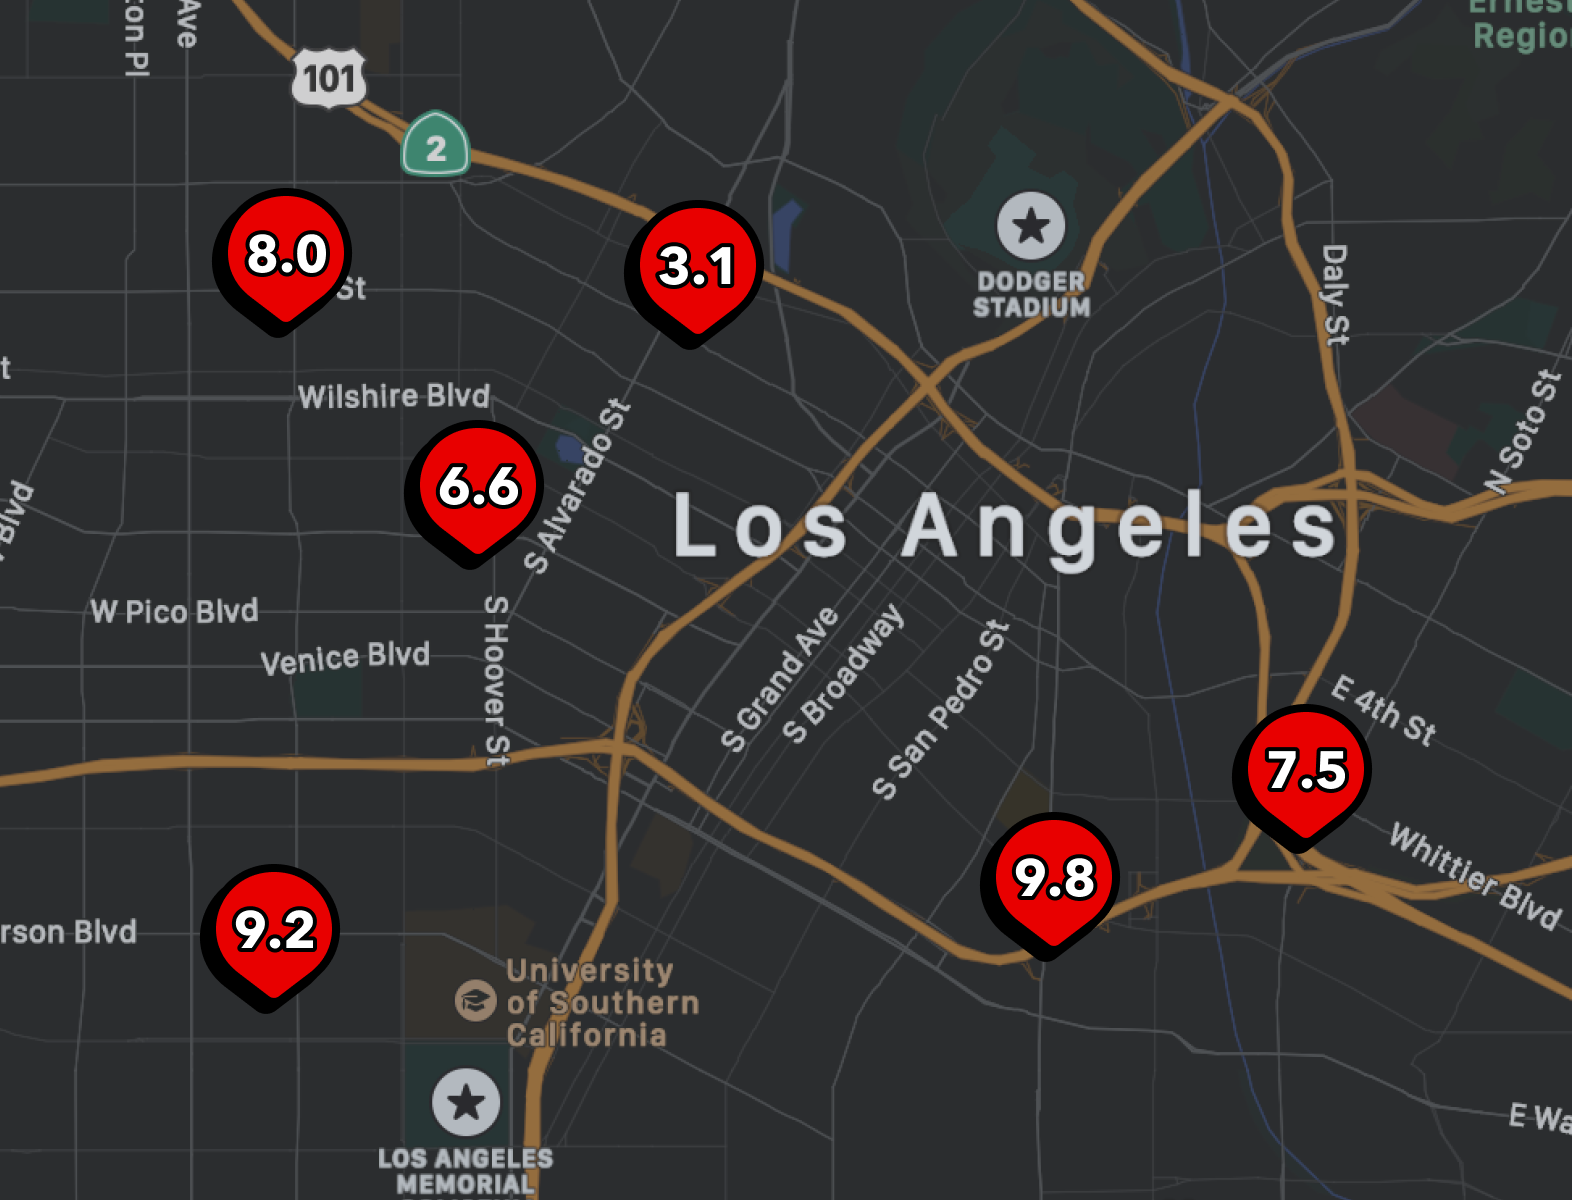 101
2
8.0
St
3.1
DODGER
STADIUM
Daly St
Wilshire Blvd
6.6
S Alvarado St
N Soto St
Los Angeles
W Pico Blvd
Venice Blvd
S Hoover St
S Grand Ave
S Broadway
S San Pedro St
E 4th St
7.5
Whittier Blvd
9.8
9.2
rson Blvd
University
of Southern
California
LOS ANGELES
MEMORIAL
E Wa
Ave
on Pl
Regio
Blvd